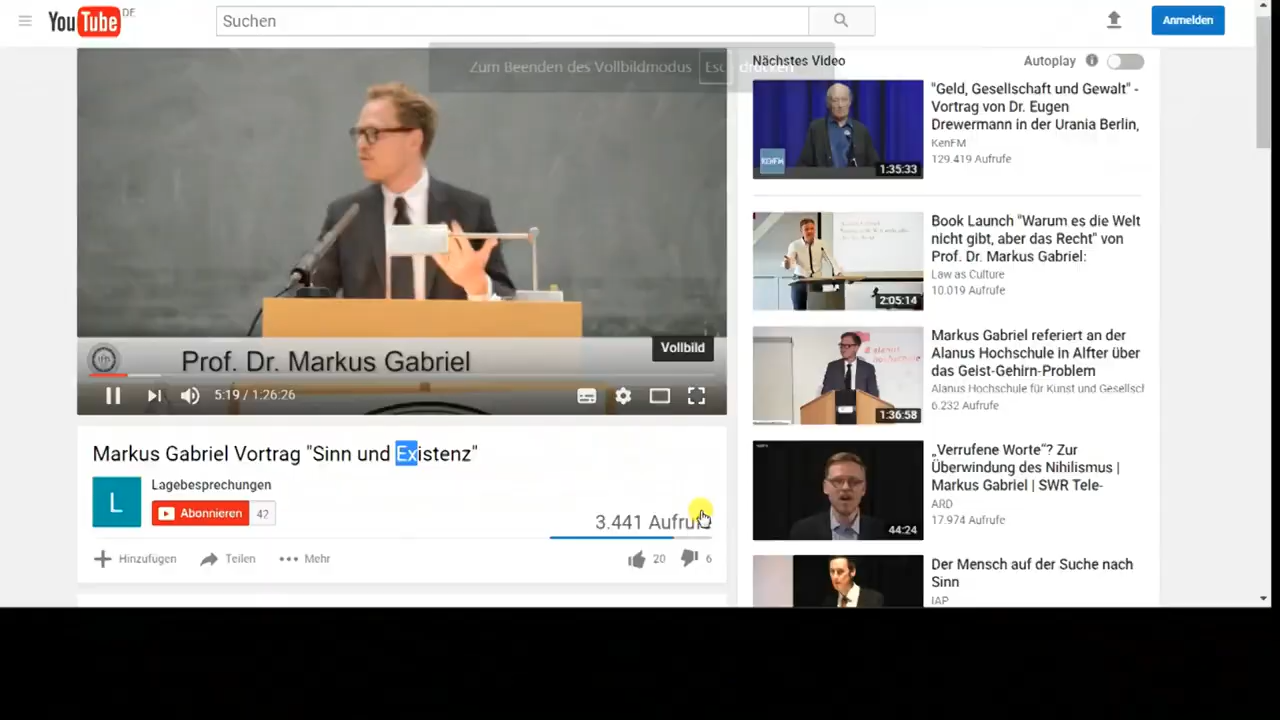 YouTube DE
Suchen
Anmelden
Zum Beenden des Vollbildmodus Esc drücken
Prof. Dr. Markus Gabriel
Vollbild
5:19 / 1:26:26
Markus Gabriel Vortrag "Sinn und Existenz"
L
Lagebesprechungen
Abonnieren 42
3.441 Aufrufe
Hinzufügen Teilen Mehr 20 6
Nächstes Video Autoplay
KENFM
1:35:33
"Geld, Gesellschaft und Gewalt" -
Vortrag von Dr. Eugen
Drewermann in der Urania Berlin,
KenFM
129.419 Aufrufe
2:05:14
Book Launch "Warum es die Welt
nicht gibt, aber das Recht" von
Prof. Dr. Markus Gabriel:
Law as Culture
10.019 Aufrufe
1:36:58
Markus Gabriel referiert an der
Alanus Hochschule in Alfter über
das Geist-Gehirn-Problem
Alanus Hochschule für Kunst und Gesellsch
6.232 Aufrufe
44:24
„Verrufene Worte“? Zur
Überwindung des Nihilismus |
Markus Gabriel | SWR Tele-
ARD
17.974 Aufrufe
Der Mensch auf der Suche nach
Sinn
IAP